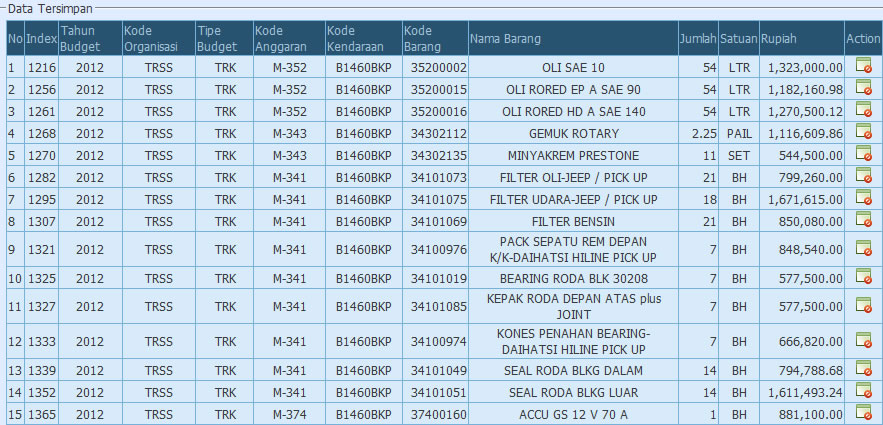 Data Tersimpan
No Index Tahun Budget Kode Organisasi Tipe Budget Kode Anggaran Kode Kendaraan Kode Barang Nama Barang Jumlah Satuan Rupiah Action
1 1216 2012 TRSS TRK M-352 B1460BKP 35200002 OLI SAE 10 54 LTR 1,323,000.00
2 1256 2012 TRSS TRK M-352 B1460BKP 35200015 OLI RORED EP A SAE 90 54 LTR 1,182,160.98
3 1261 2012 TRSS TRK M-352 B1460BKP 35200016 OLI RORED HD A SAE 140 54 LTR 1,270,500.12
4 1268 2012 TRSS TRK M-343 B1460BKP 34302112 GEMUK ROTARY 2.25 PAIL 1,116,609.86
5 1270 2012 TRSS TRK M-343 B1460BKP 34302135 MINYAKREM PRESTONE 11 SET 544,500.00
6 1282 2012 TRSS TRK M-341 B1460BKP 34101073 FILTER OLI-JEEP / PICK UP 21 BH 799,260.00
7 1295 2012 TRSS TRK M-341 B1460BKP 34101075 FILTER UDARA-JEEP / PICK UP 18 BH 1,671,615.00
8 1307 2012 TRSS TRK M-341 B1460BKP 34101069 FILTER BENSIN 21 BH 850,080.00
9 1321 2012 TRSS TRK M-341 B1460BKP 34100976 PACK SEPATU REM DEPAN K/K-DAIHATSI HILINE PICK UP 7 BH 848,540.00
10 1325 2012 TRSS TRK M-341 B1460BKP 34101019 BEARING RODA BLK 30208 7 BH 577,500.00
11 1327 2012 TRSS TRK M-341 B1460BKP 34101085 KEPAK RODA DEPAN ATAS plus JOINT 7 BH 577,500.00
12 1333 2012 TRSS TRK M-341 B1460BKP 34100974 KONES PENAHAN BEARING-DAIHATSI HILINE PICK UP 7 BH 666,820.00
13 1339 2012 TRSS TRK M-341 B1460BKP 34101049 SEAL RODA BLKG DALAM 14 BH 794,788.68
14 1352 2012 TRSS TRK M-341 B1460BKP 34101051 SEAL RODA BLKG LUAR 14 BH 1,611,493.24
15 1365 2012 TRSS TRK M-374 B1460BKP 37400160 ACCU GS 12 V 70 A 1 BH 881,100.00